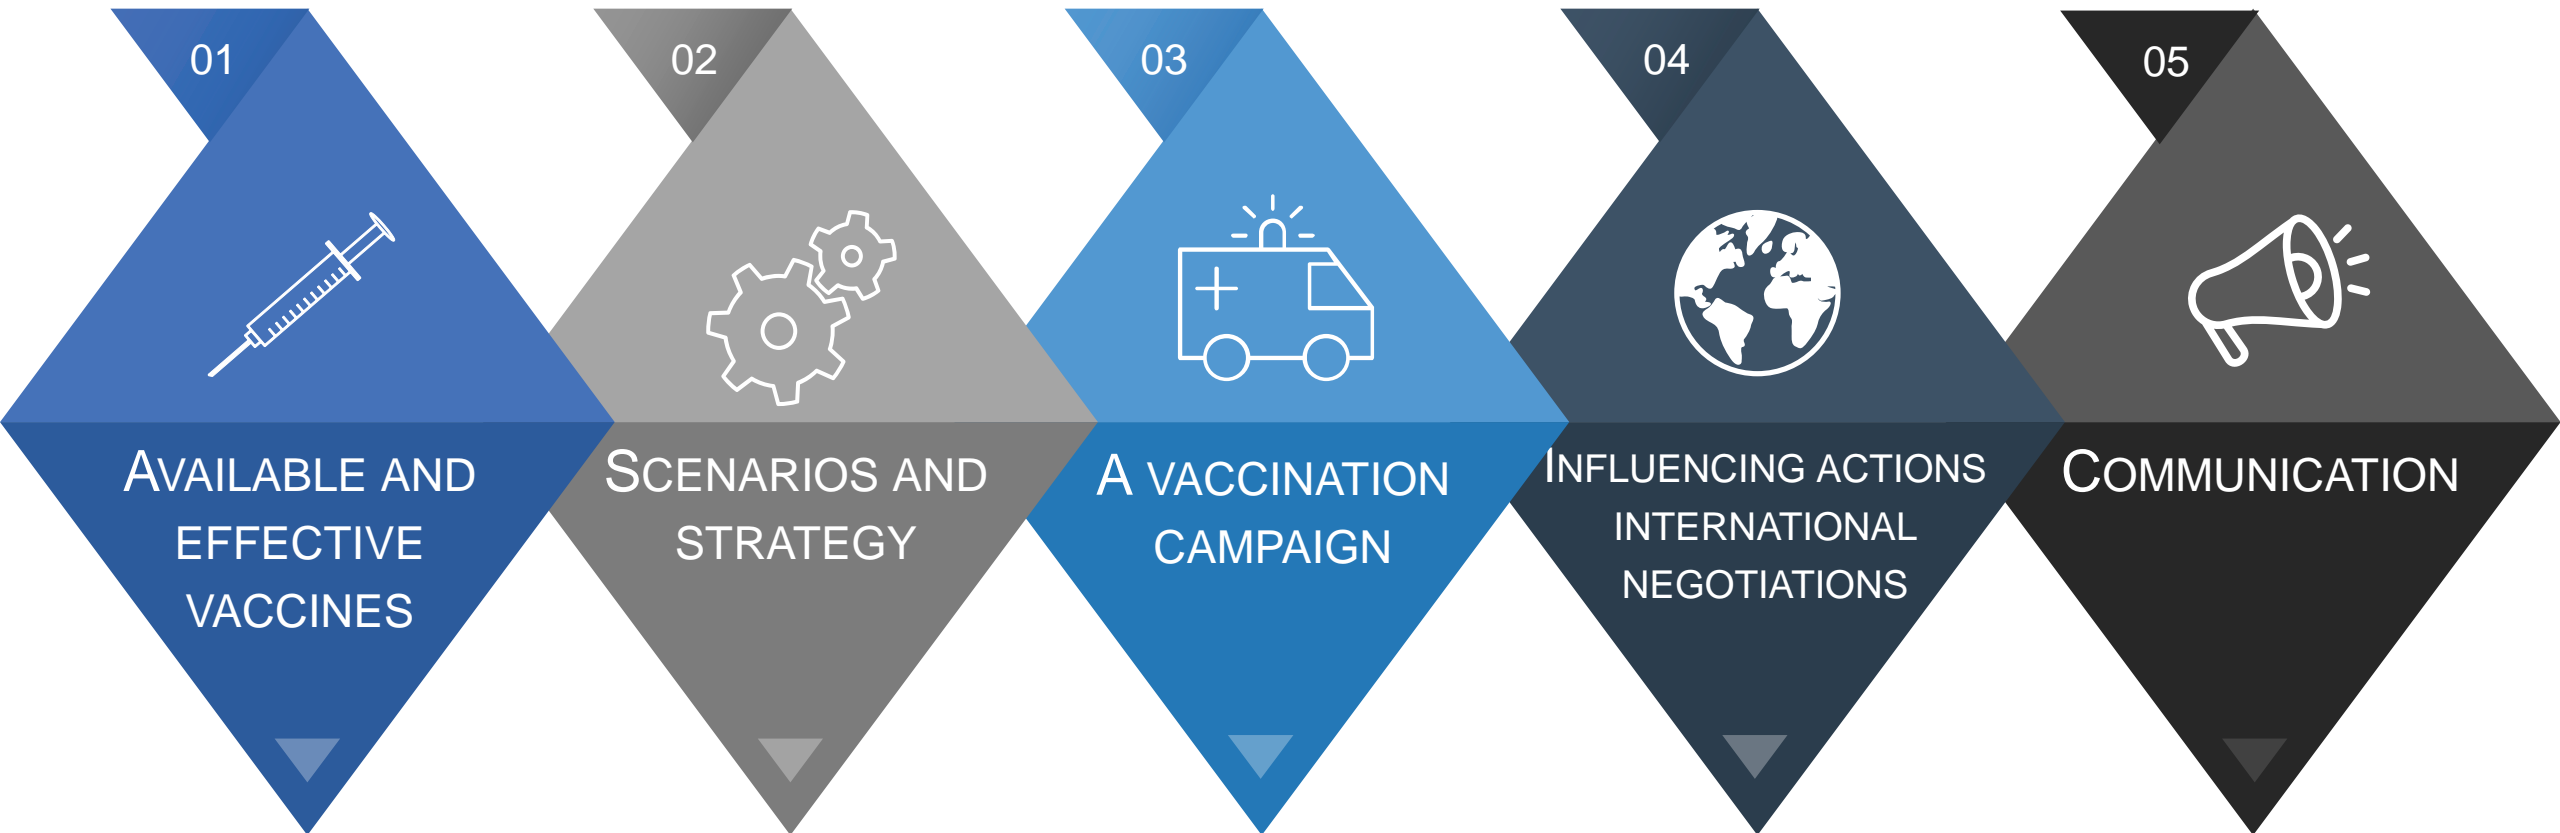 01
AVAILABLE AND
EFFECTIVE
VACCINES
02
SCENARIOS AND
STRATEGY
03
A VACCINATION
CAMPAIGN
04
INFLUENCING ACTIONS
INTERNATIONAL
NEGOTIATIONS
05
COMMUNICATION